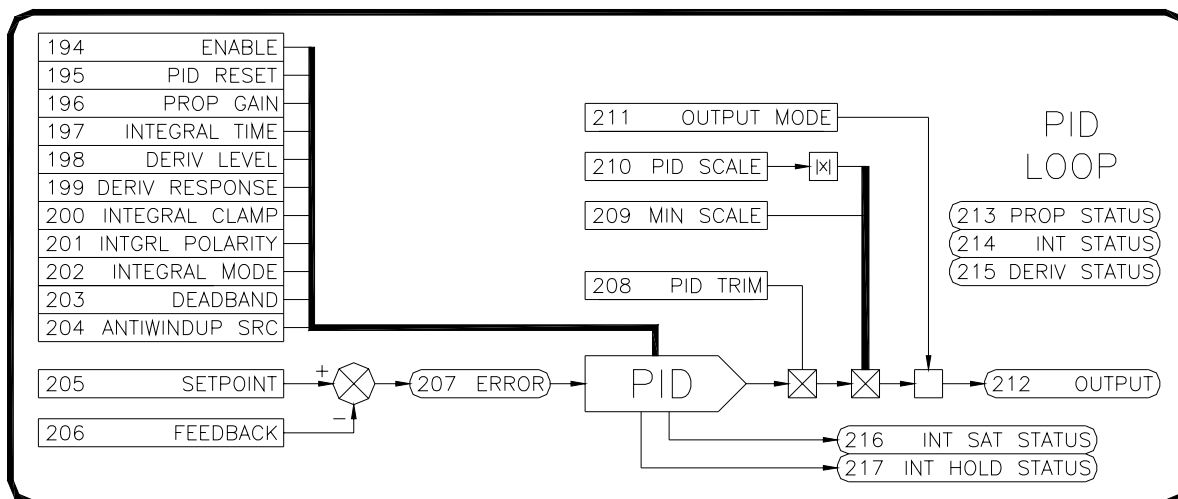 194 ENABLE
195 PID RESET
196 PROP GAIN
197 INTEGRAL TIME
198 DERIV LEVEL
199 DERIV RESPONSE
200 INTEGRAL CLAMP
201 INTGRL POLARITY
202 INTEGRAL MODE
203 DEADBAND
204 ANTIWINDUP SRC
205 SETPOINT
206 FEEDBACK
+
−
207 ERROR
PID
211 OUTPUT MODE
210 PID SCALE
|x|
209 MIN SCALE
208 PID TRIM
PID
LOOP
213 PROP STATUS
214 INT STATUS
215 DERIV STATUS
212 OUTPUT
216 INT SAT STATUS
217 INT HOLD STATUS